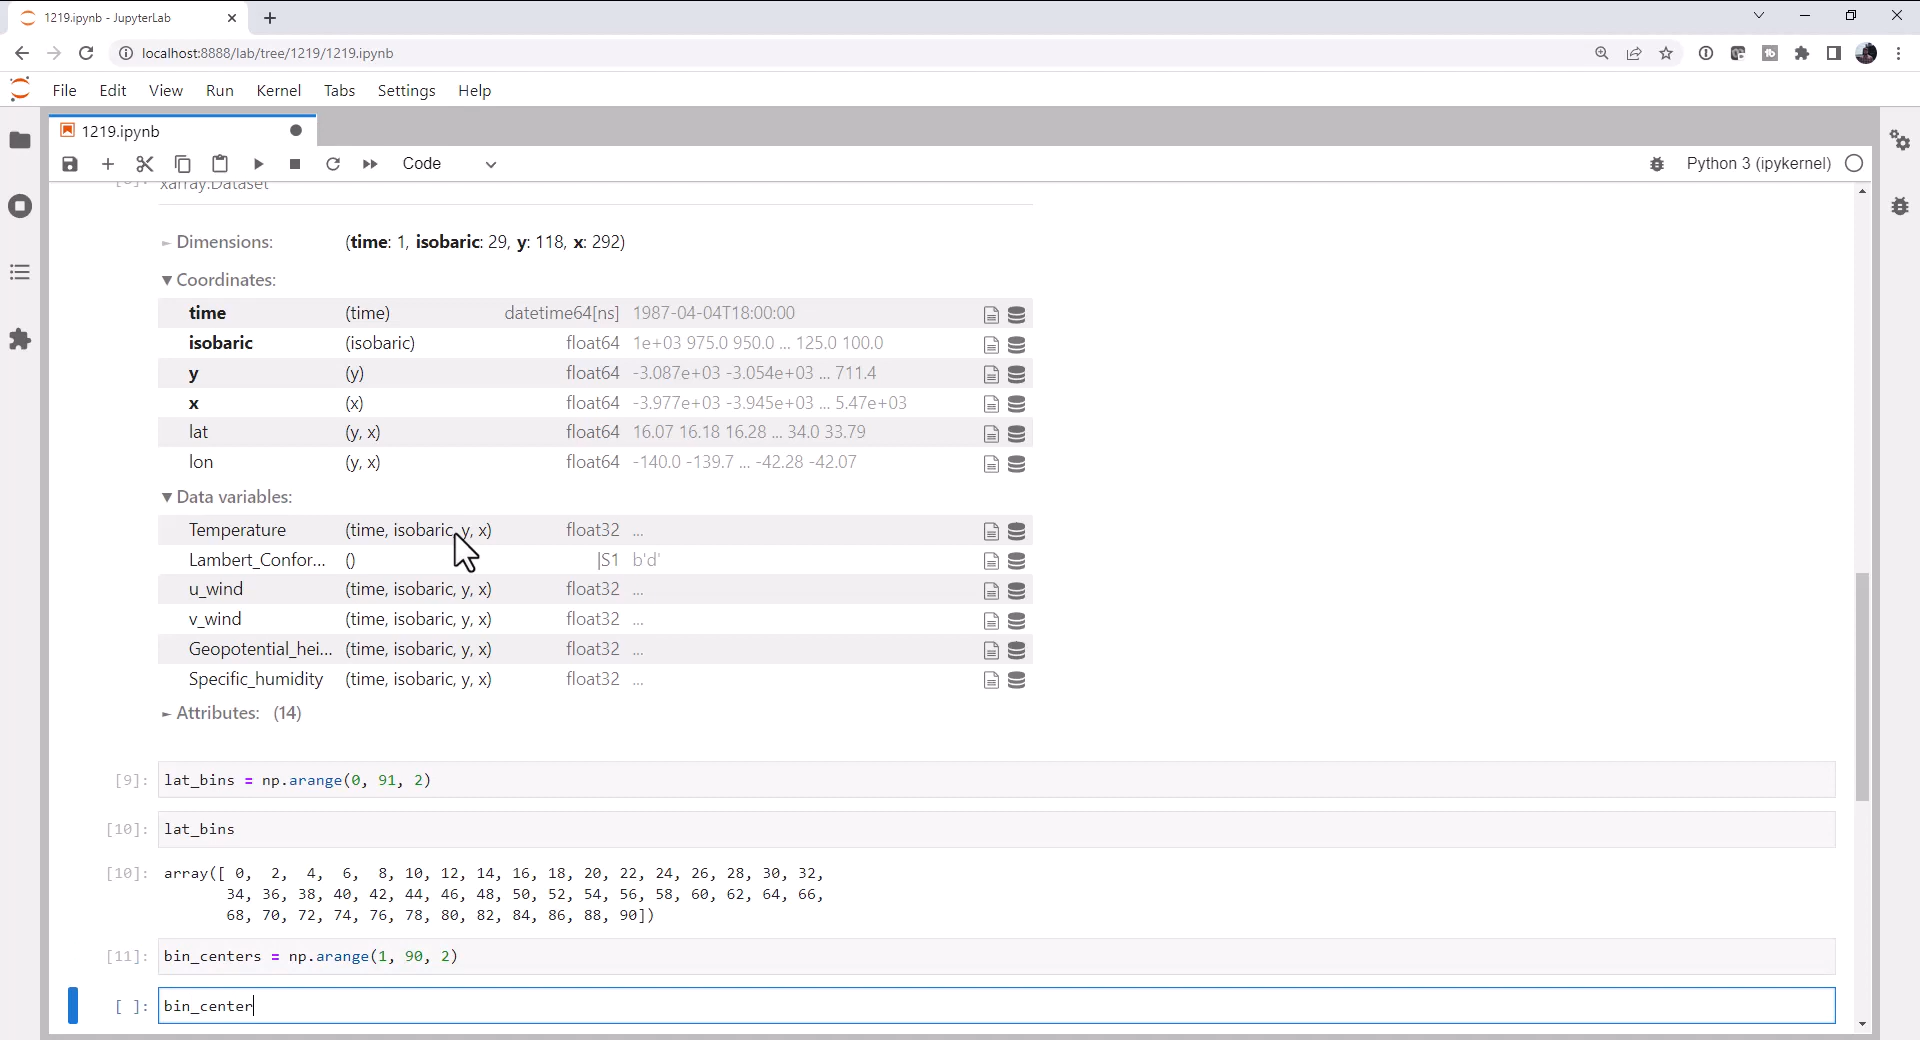 1219.ipynb - JupyterLab
localhost:8888/lab/tree/1219/1219.ipynb
File Edit View Run Kernel Tabs Settings Help
1219.ipynb
Code Python 3 (ipykernel)
xarray.Dataset
Dimensions: (time: 1, isobaric: 29, y: 118, x: 292)
Coordinates:
time (time) datetime64[ns] 1987-04-04T18:00:00
isobaric (isobaric) float64 1e+03 975.0 950.0 ... 125.0 100.0
y (y) float64 -3.087e+03 -3.054e+03 ... 711.4
x (x) float64 -3.977e+03 -3.945e+03 ... 5.47e+03
lat (y, x) float64 16.07 16.18 16.28 ... 34.0 33.79
lon (y, x) float64 -140.0 -139.7 ... -42.28 -42.07
Data variables:
Temperature (time, isobaric, y, x) float32 ...
Lambert_Confor... () |S1 b'd'
u_wind (time, isobaric, y, x) float32 ...
v_wind (time, isobaric, y, x) float32 ...
Geopotential_hei... (time, isobaric, y, x) float32 ...
Specific_humidity (time, isobaric, y, x) float32 ...
Attributes: (14)
[9]: lat_bins = np.arange(0, 91, 2)
[10]: lat_bins
[10]: array([ 0, 2, 4, 6, 8, 10, 12, 14, 16, 18, 20, 22, 24, 26, 28, 30, 32,
34, 36, 38, 40, 42, 44, 46, 48, 50, 52, 54, 56, 58, 60, 62, 64, 66,
68, 70, 72, 74, 76, 78, 80, 82, 84, 86, 88, 90])
[11]: bin_centers = np.arange(1, 90, 2)
[ ]: bin_center